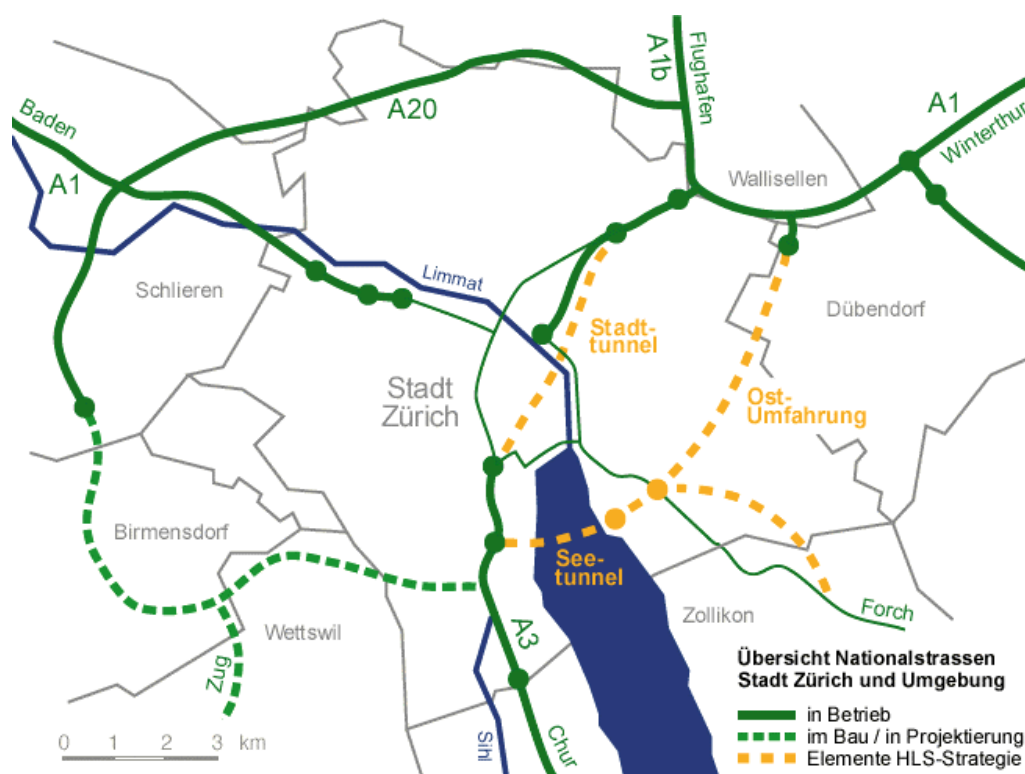 Flughafen
A1b
A20
A1
Winterthur
Baden
A1
Wallisellen
Limmat
Schlieren
Dübendorf
Stadt-
tunnel
Stadt
Zürich
Ost-
Umfahrung
Birmensdorf
See-
tunnel
Forch
Zollikon
Wettswil
A3
Zug
Sihl
Chur
Übersicht Nationalstrassen
Stadt Zürich und Umgebung
in Betrieb
im Bau / in Projektierung
Elemente HLS-Strategie
0 1 2 3 km